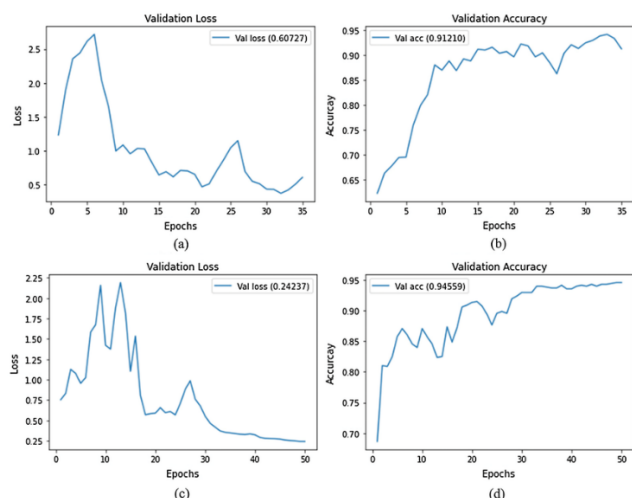 Validation Loss
Val loss (0.60727)
2.5
2.0
1.5
1.0
0.5
Loss
0 5 10 15 20 25 30 35
Epochs
(a)
Validation Accuracy
Val acc (0.91210)
0.95
0.90
0.85
0.80
0.75
0.70
0.65
Accurcay
0 5 10 15 20 25 30 35
Epochs
(b)
Validation Loss
Val loss (0.24237)
2.25
2.00
1.75
1.50
1.25
1.00
0.75
0.50
0.25
Loss
0 10 20 30 40 50
Epochs
(c)
Validation Accuracy
Val acc (0.94559)
0.95
0.90
0.85
0.80
0.75
0.70
Accurcay
0 10 20 30 40 50
Epochs
(d)